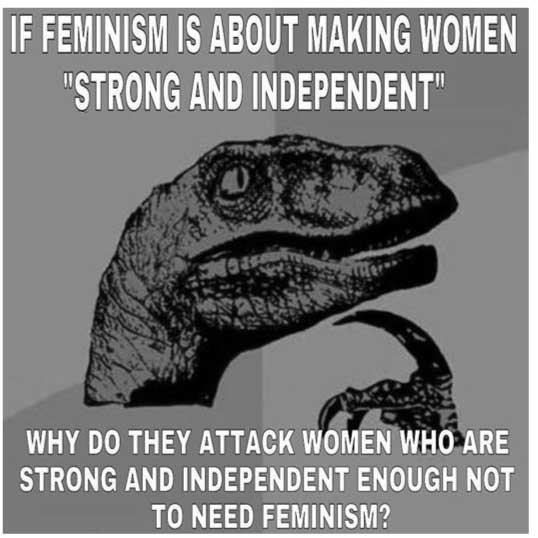 IF FEMINISM IS ABOUT MAKING WOMEN
"STRONG AND INDEPENDENT"
WHY DO THEY ATTACK WOMEN WHO ARE
STRONG AND INDEPENDENT ENOUGH NOT
TO NEED FEMINISM?